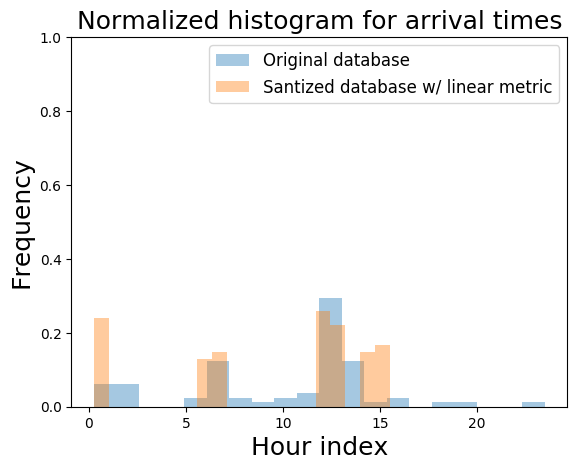 Normalized histogram for arrival times
Original database
Santized database w/ linear metric
1.0
0.8
0.6
0.4
0.2
0.0
Frequency
0 5 10 15 20
Hour index